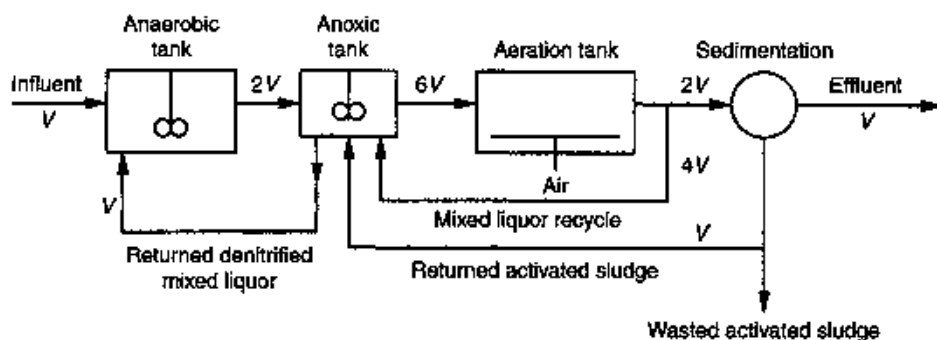 Anaerobic
tank
Anoxic
tank
Aeration tank
Sedimentation
Influent
V
2V
6V
2V
Effluent
V
Air
4V
V
Mixed liquor recycle
Returned denitrified
mixed liquor
V
Returned activated sludge
Wasted activated sludge